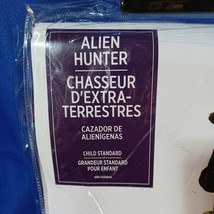 ALIEN
HUNTER
CHASSEUR
D'EXTRA-
TERRESTRES
CAZADOR DE
ALIENÍGENAS
CHILD STANDARD
GRANDEUR STANDARD
POUR ENFANT